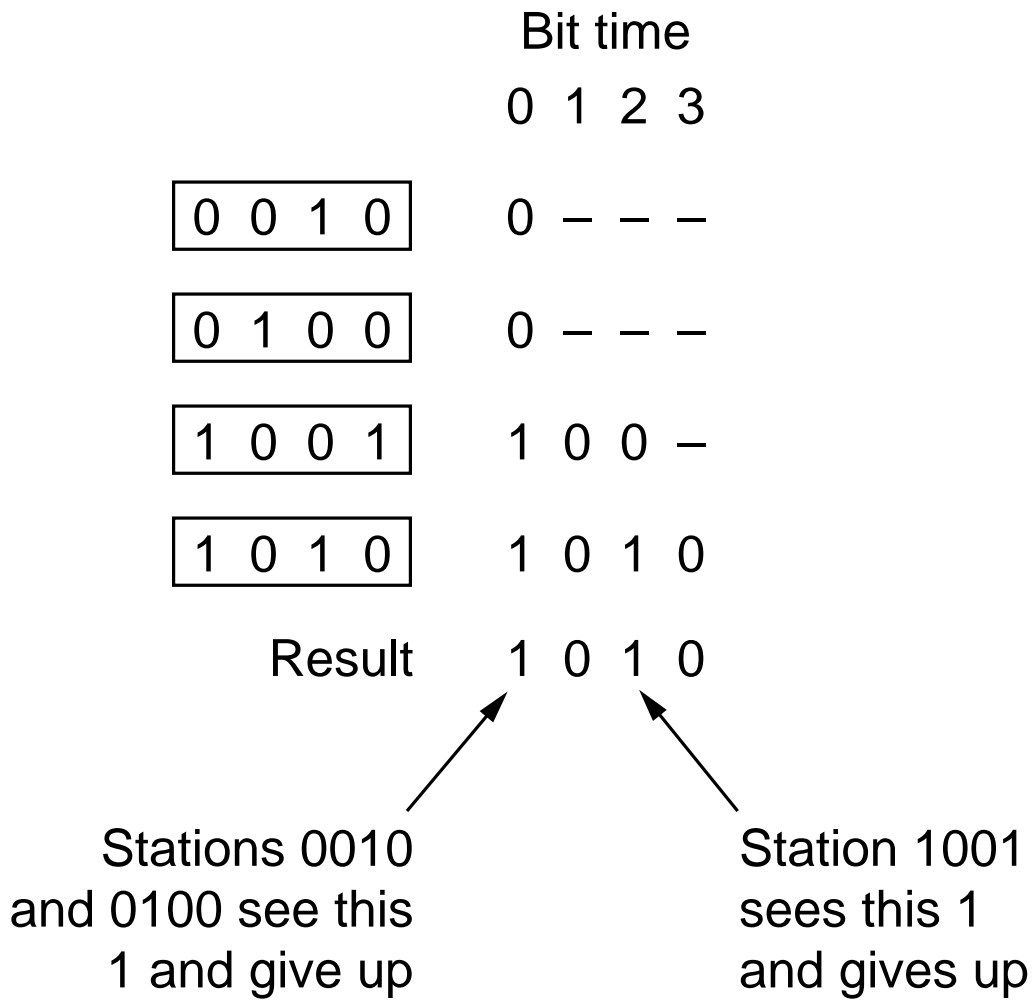 Bit time
0 1 2 3
0 0 1 0 0 – – –
0 1 0 0 0 – – –
1 0 0 1 1 0 0 –
1 0 1 0 1 0 1 0
Result 1 0 1 0
Stations 0010
and 0100 see this
1 and give up
Station 1001
sees this 1
and gives up